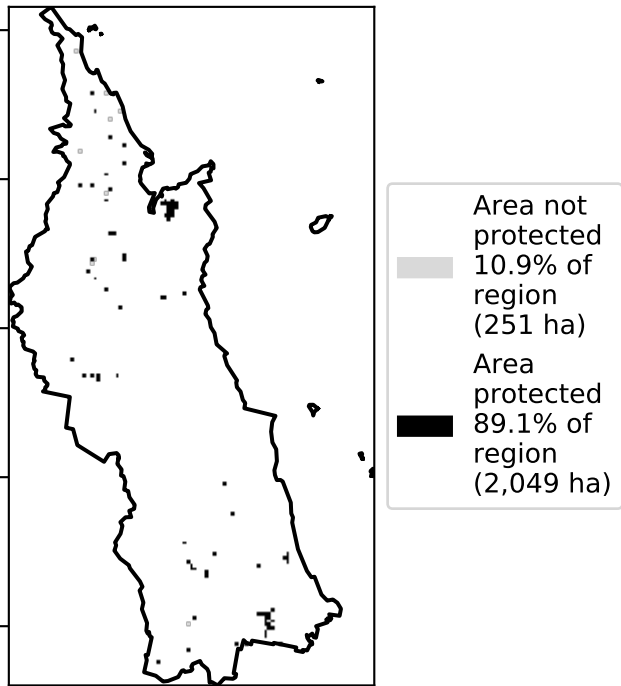 Area not
protected
10.9% of
region
(251 ha)
Area
protected
89.1% of
region
(2,049 ha)